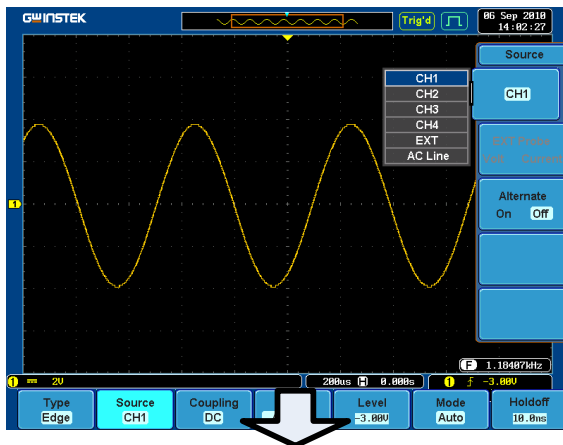 GWINSTEK
Trig'd
06 Sep 2010
14:02:27
Source
CH1
CH2
CH3
CH4
EXT
AC Line
CH1
EXT Probe
Alternate
On Off
1
F 1.18407kHz
1 2V
200us H 0.000s
1 f -3.00V
Type
Edge
Source
CH1
Coupling
DC
Level
-3.00V
Mode
Auto
Holdoff
10.0ns